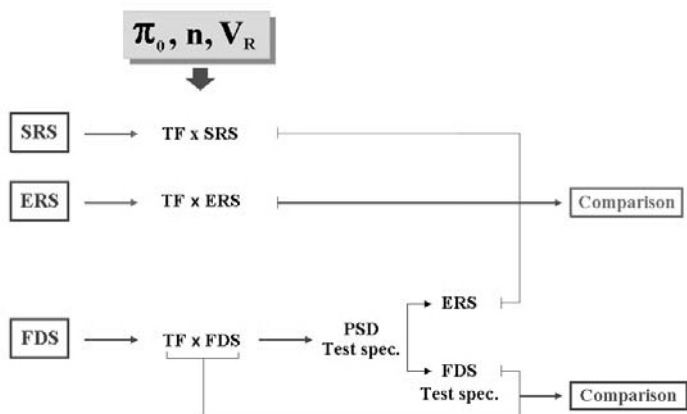 π₀, n, V_R
SRS
TF x SRS
ERS
TF x ERS
Comparison
ERS
FDS
TF x FDS
PSD
Test spec.
FDS
Test spec.
Comparison